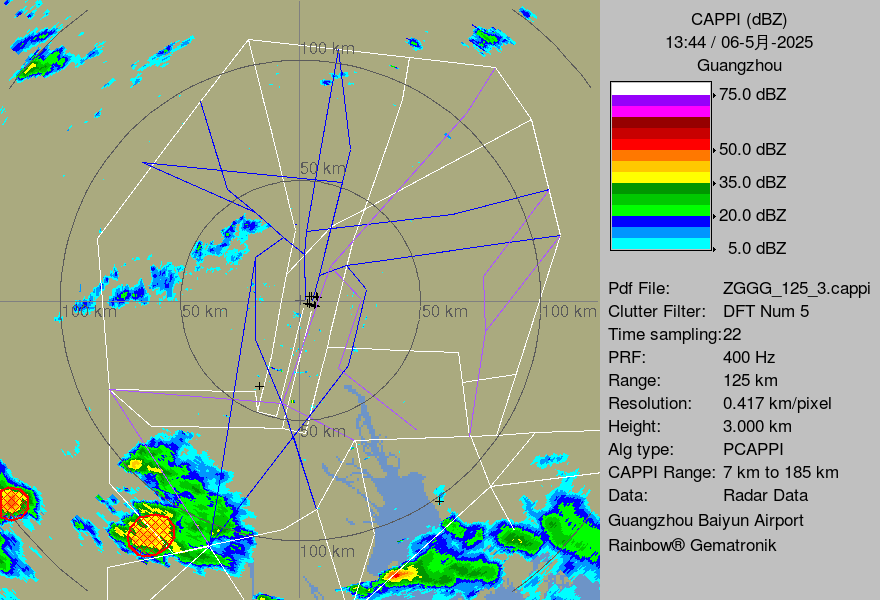 CAPPI (dBZ)
13:44 / 06-5月-2025
Guangzhou
75.0 dBZ
50.0 dBZ
35.0 dBZ
20.0 dBZ
5.0 dBZ
Pdf File: ZGGG_125_3.cappi
Clutter Filter: DFT Num 5
Time sampling:22
PRF: 400 Hz
Range: 125 km
Resolution: 0.417 km/pixel
Height: 3.000 km
Alg type: PCAPPI
CAPPI Range: 7 km to 185 km
Data: Radar Data
Guangzhou Baiyun Airport
Rainbow® Gematronik
100 km
50 km
100 km
50 km
50 km
100 km
50 km
100 km